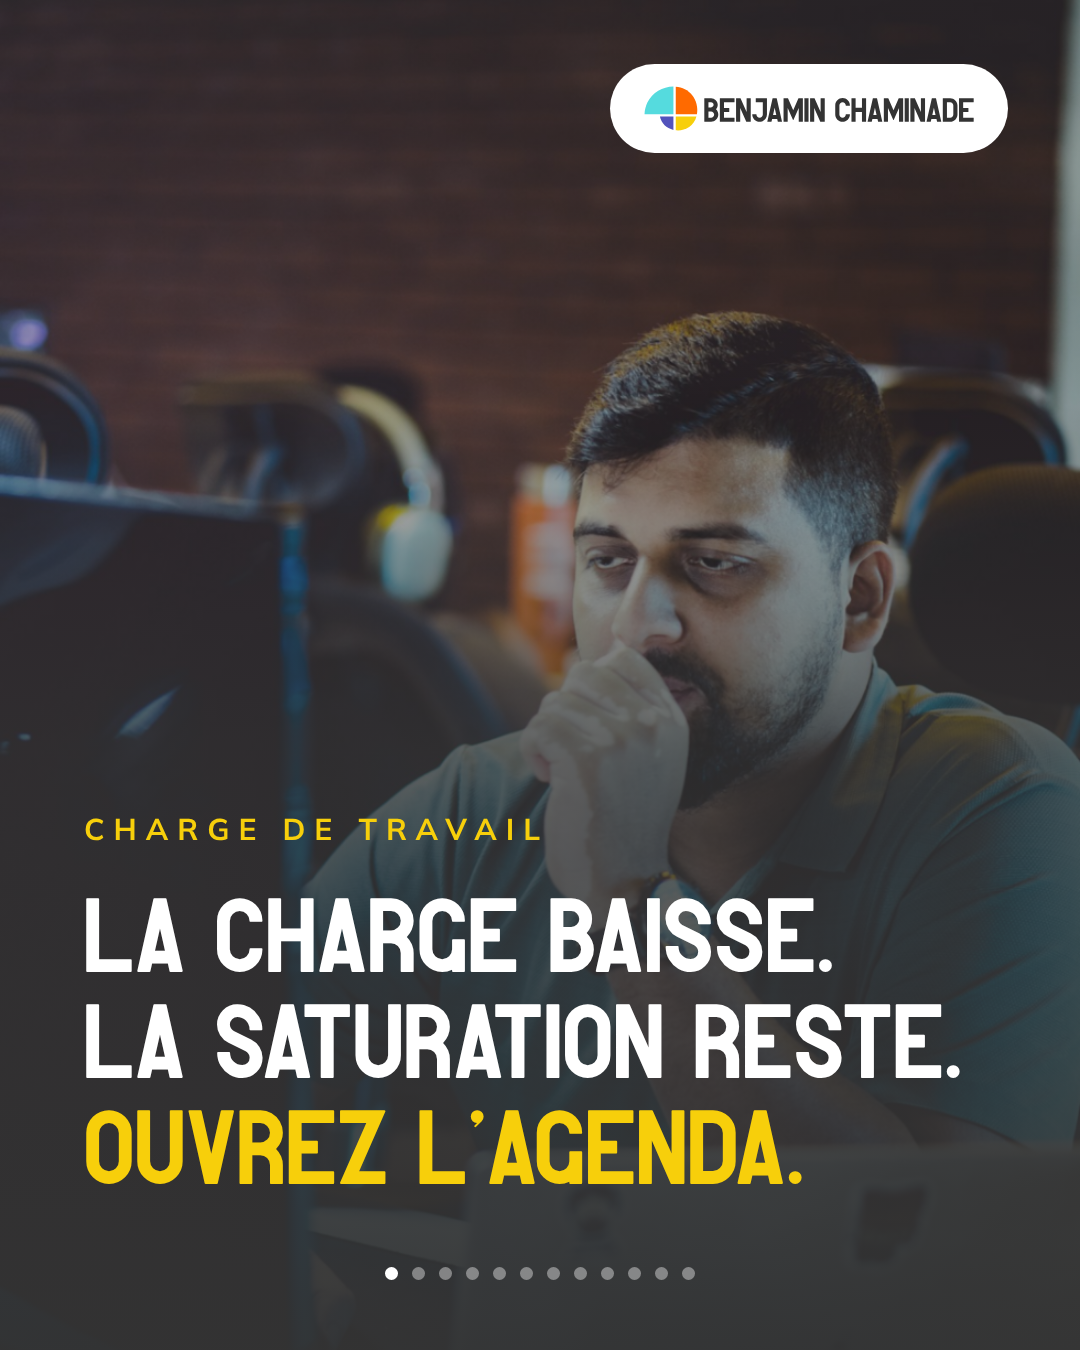 BENJAMIN CHAMINADE
CHARGE DE TRAVAIL
LA CHARGE BAISSE.
LA SATURATION RESTE.
OUVREZ L’AGENDA.